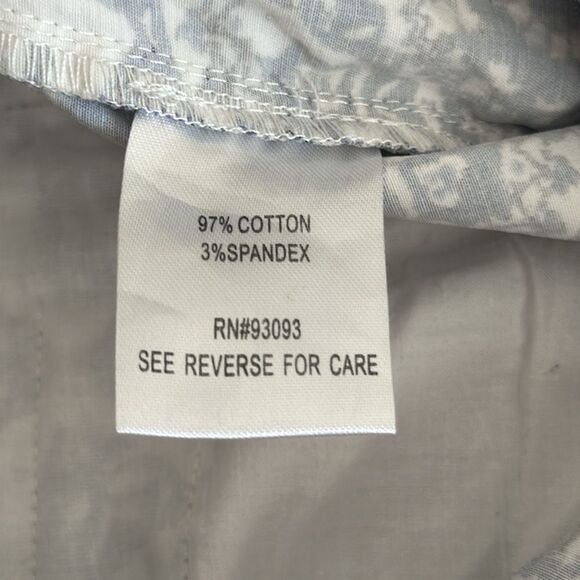 97% COTTON
3%SPANDEX
RN#93093
SEE REVERSE FOR CARE